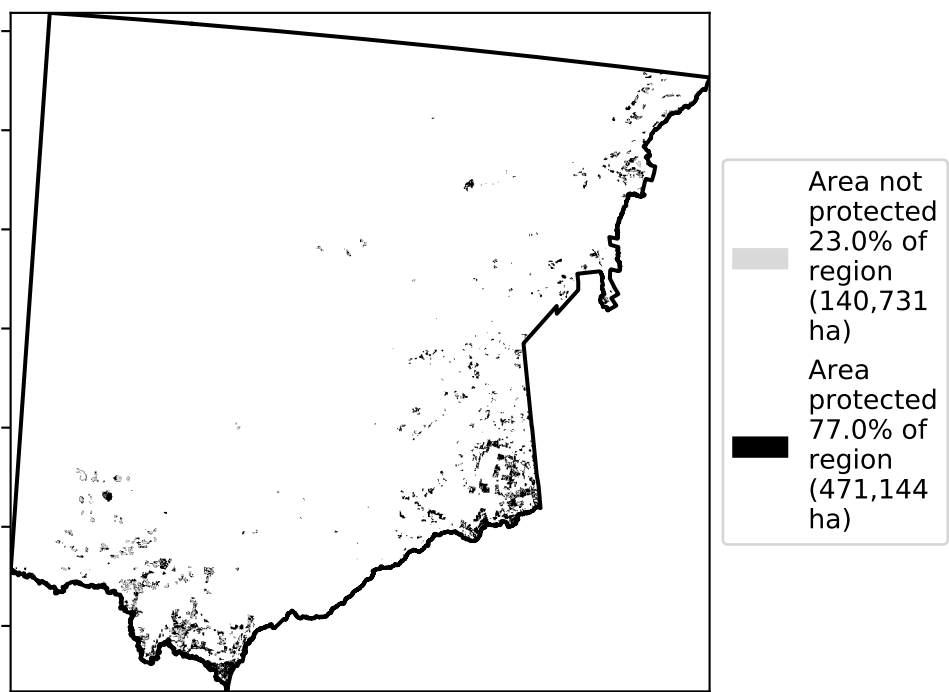 Area not
protected
23.0% of
region
(140,731
ha)
Area
protected
77.0% of
region
(471,144
ha)